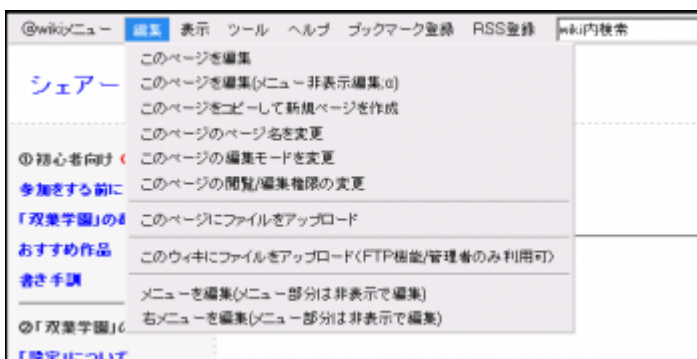 @wikiメニュー 編集 表示 ツール ヘルプ ブックマーク登録 RSS登録 wiki内検索
このページを編集
このページを編集(メニュー非表示編集;α)
このページをコピーして新規ページを作成
このページのページ名を変更
このページの編集モードを変更
このページの閲覧/編集権限の変更
このページにファイルをアップロード
このウィキにファイルをアップロード(FTP機能/管理者のみ利用可)
メニューを編集(メニュー部分は非表示で編集)
右メニューを編集(メニュー部分は非表示で編集)
シェアー
①初心者向け
参加をする前に
「双葉学園」の
おすすめ作品
書き手講
②「双葉学園」
「設定」について